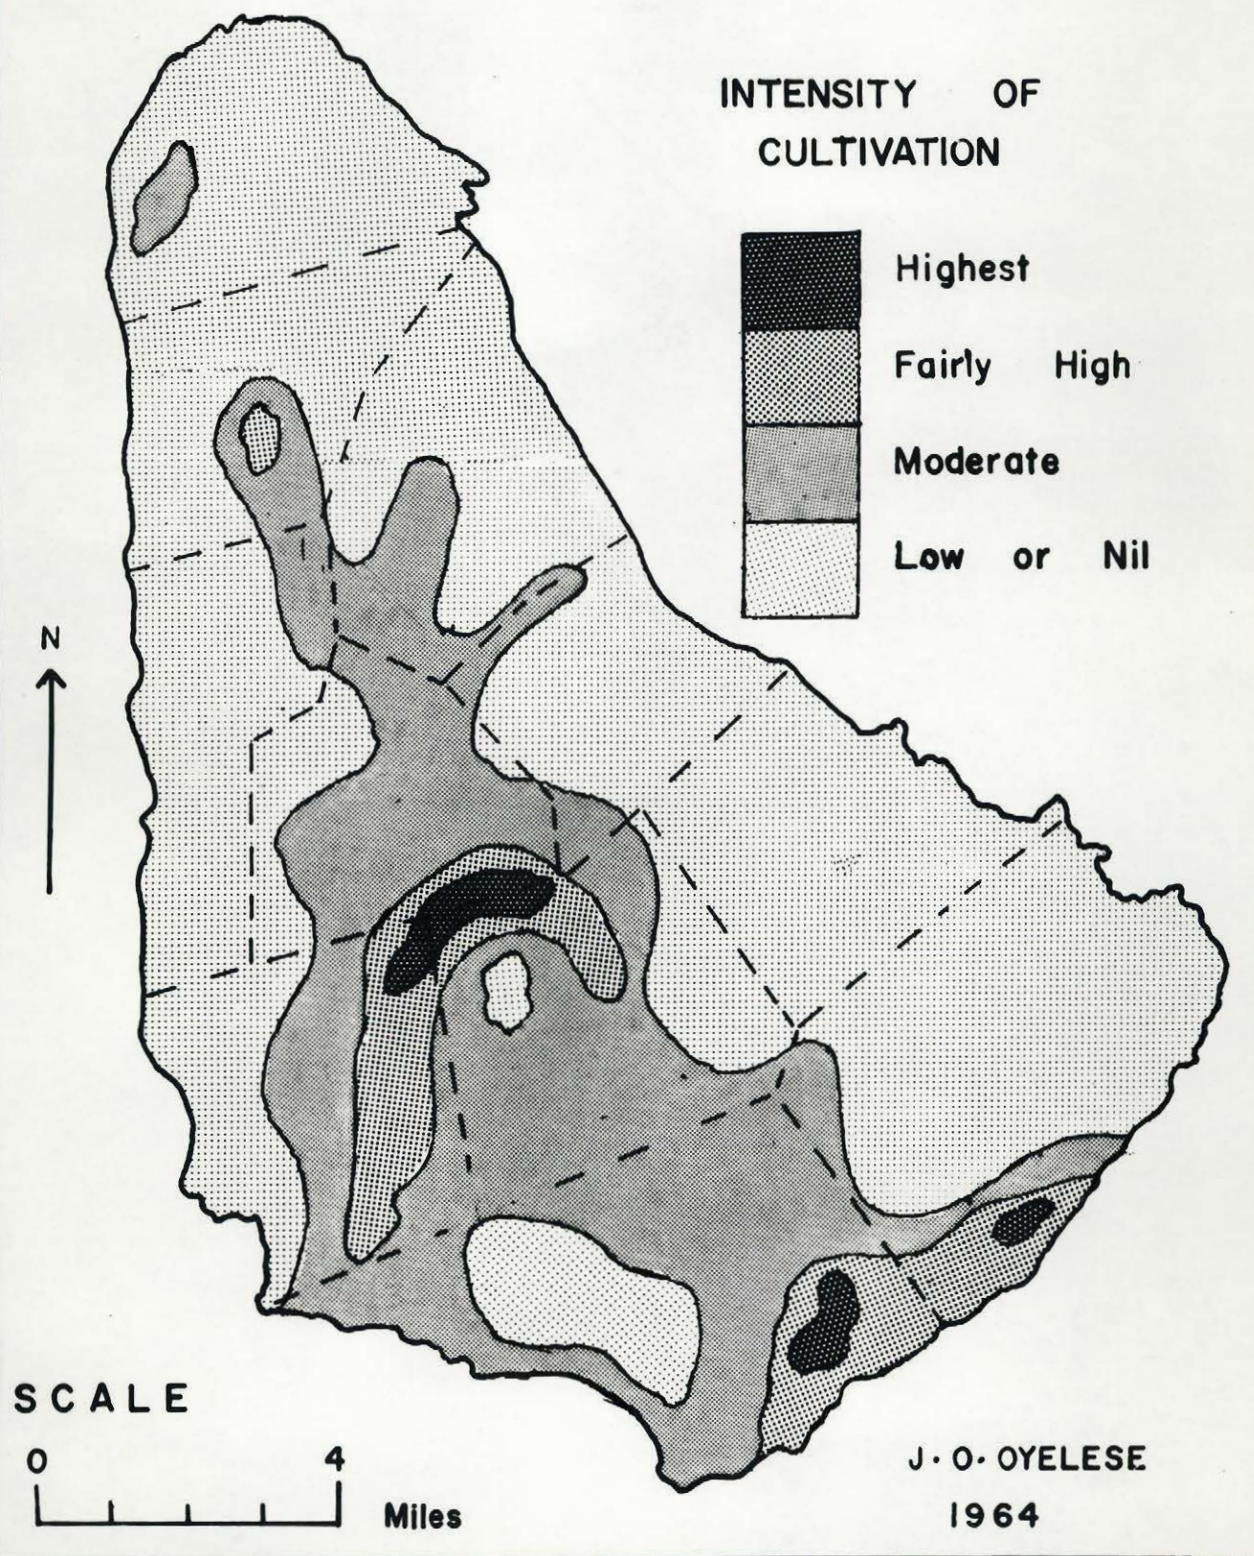 INTENSITY OF
CULTIVATION
Highest
Fairly High
Moderate
Low or Nil
N
SCALE
0 4
Miles
J. O. OYELESE
1964